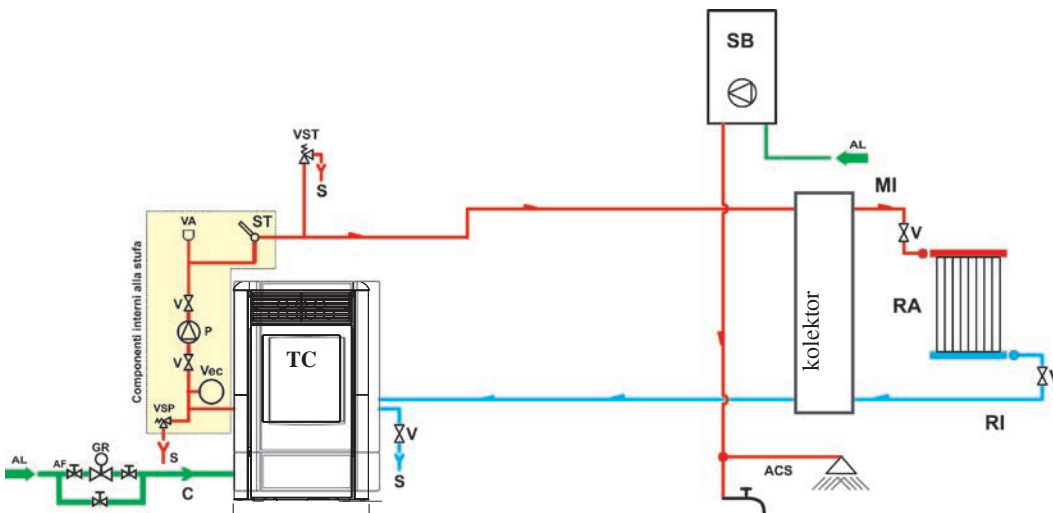 SB
VST
AL
S
MI
VA
ST
V
Componenti interni alla stufa
V
P
RA
TC
kolektor
V
Vec
V
VSP
V
RI
GR
S
AL
AF
S
C
ACS